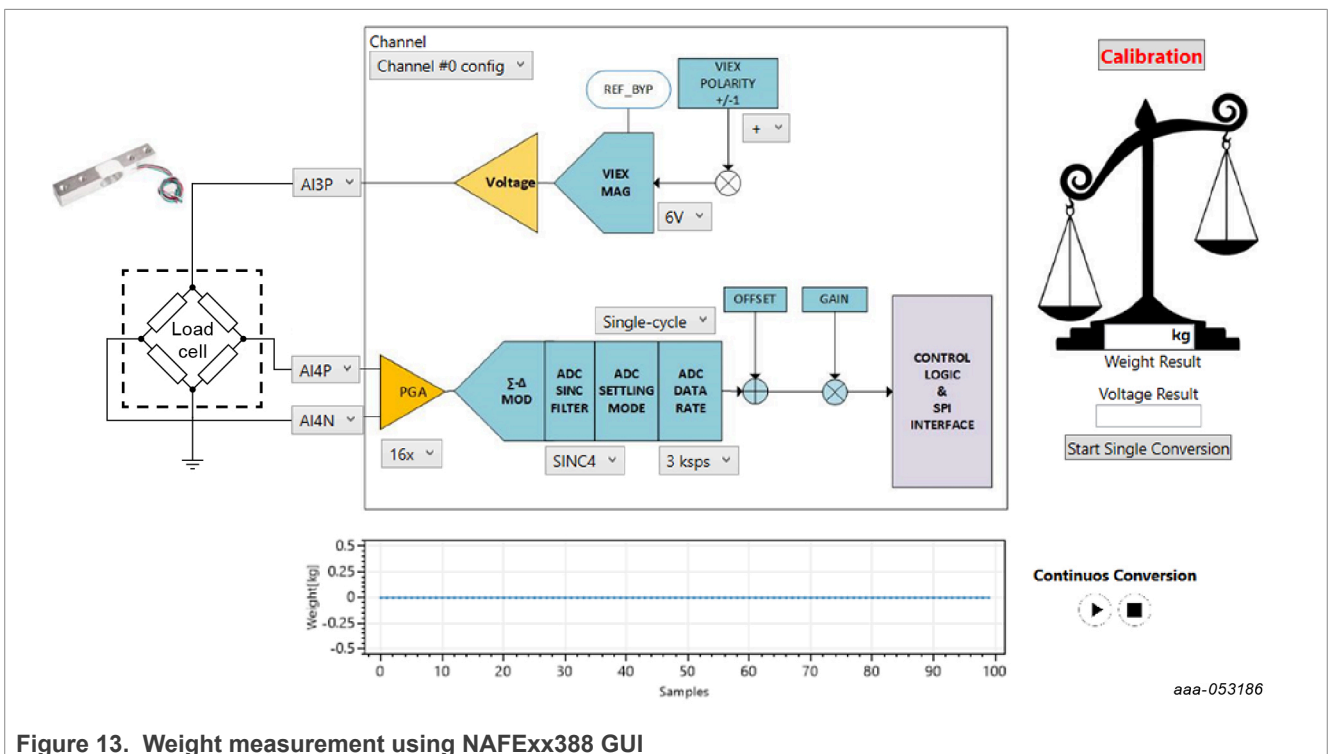 Channel
Channel #0 config
REF_BYP
VIEX
POLARITY
+/-1
+
Calibration
AI3P
Voltage
VIEX
MAG
6V
Load
cell
AI4P
AI4N
PGA
16x
Σ-Δ
MOD
ADC
SINC
FILTER
SINC4
Single-cycle
ADC
SETTLING
MODE
ADC
DATA
RATE
3 ksps
OFFSET
GAIN
CONTROL
LOGIC
&
SPI
INTERFACE
kg
Weight Result
Voltage Result
Start Single Conversion
Weight[kg]
0.5
0.25
0
-0.25
-0.5
0 10 20 30 40 50 60 70 80 90 100
Samples
Continuos Conversion
aaa-053186
Figure 13. Weight measurement using NAFExx388 GUI